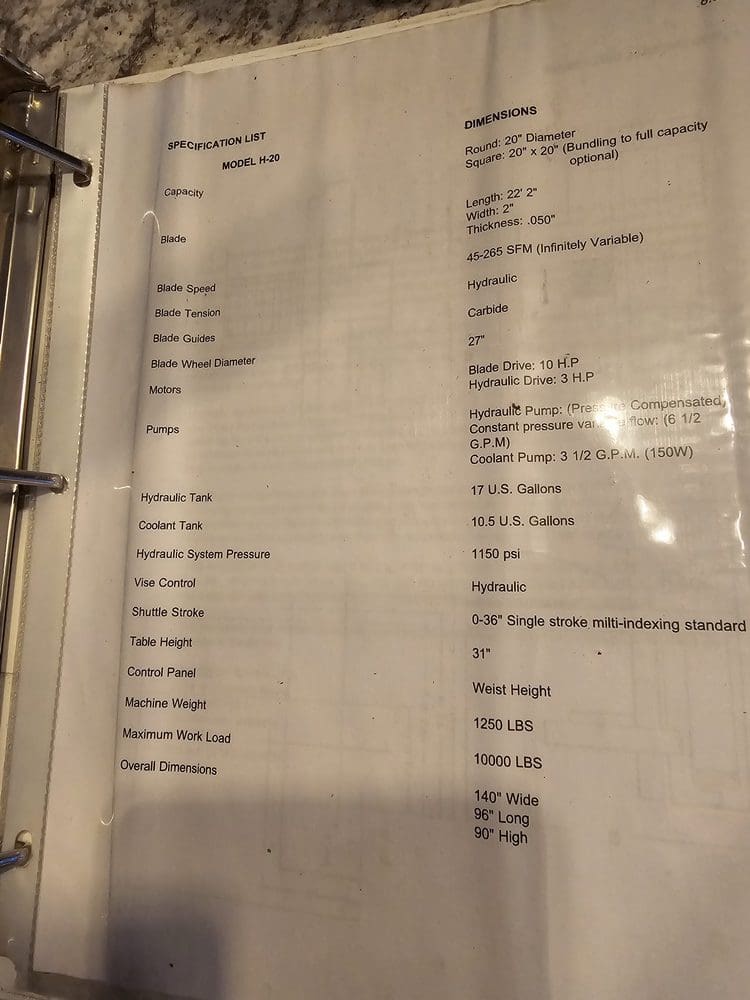 SPECIFICATION LIST
DIMENSIONS
MODEL H-20
Capacity
Round: 20" Diameter
Square: 20" x 20" (Bundling to full capacity
optional)
Blade
Length: 22' 2"
Width: 2"
Thickness: .050"
Blade Speed
45-265 SFM (Infinitely Variable)
Blade Tension
Hydraulic
Blade Guides
Carbide
Blade Wheel Diameter
27"
Motors
Blade Drive: 10 H.P
Hydraulic Drive: 3 H.P
Pumps
Hydraulic Pump: (Pressure Compensated)
Constant pressure flow: (6 1/2
G.P.M)
Coolant Pump: 3 1/2 G.P.M. (150W)
Hydraulic Tank
17 U.S. Gallons
Coolant Tank
10.5 U.S. Gallons
Hydraulic System Pressure
1150 psi
Vise Control
Hydraulic
Shuttle Stroke
0-36" Single stroke milti-indexing standard
Table Height
31"
Control Panel
Weist Height
Machine Weight
1250 LBS
Maximum Work Load
10000 LBS
Overall Dimensions
140" Wide
96" Long
90" High